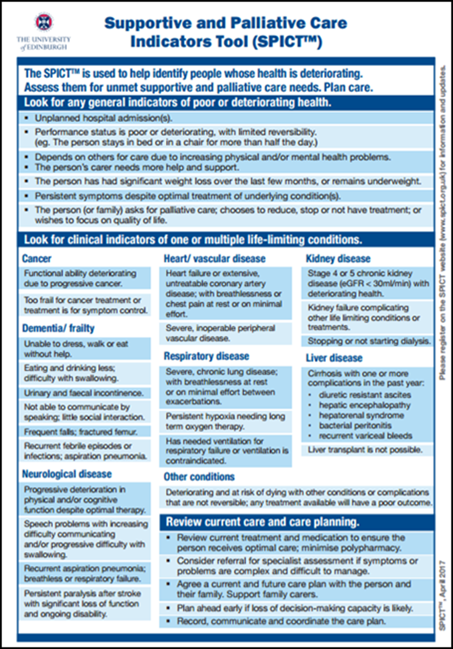 THE UNIVERSITY
of EDINBURGH
Supportive and Palliative Care
Indicators Tool (SPICT™)
The SPICT™ is used to help identify people whose health is deteriorating.
Assess them for unmet supportive and palliative care needs. Plan care.
Look for any general indicators of poor or deteriorating health.
• Unplanned hospital admission(s).
• Performance status is poor or deteriorating, with limited reversibility.
(eg. The person stays in bed or in a chair for more than half the day.)
• Depends on others for care due to increasing physical and/or mental health problems.
• The person's carer needs more help and support.
• The person has had significant weight loss over the last few months, or remains underweight.
• Persistent symptoms despite optimal treatment of underlying condition(s).
• The person (or family) asks for palliative care; chooses to reduce, stop or not have treatment; or
wishes to focus on quality of life.
Look for clinical indicators of one or multiple life-limiting conditions.
Cancer
Functional ability deteriorating
due to progressive cancer.
Too frail for cancer treatment or
treatment is for symptom control.
Dementia/ frailty
Unable to dress, walk or eat
without help.
Eating and drinking less;
difficulty with swallowing.
Urinary and faecal incontinence.
Not able to communicate by
speaking; little social interaction.
Frequent falls; fractured femur.
Recurrent febrile episodes or
infections; aspiration pneumonia.
Neurological disease
Progressive deterioration in
physical and/or cognitive
function despite optimal therapy.
Speech problems with increasing
difficulty communicating
and/or progressive difficulty with
swallowing.
Recurrent aspiration pneumonia;
breathless or respiratory failure.
Persistent paralysis after stroke
with significant loss of function
and ongoing disability.
Heart/ vascular disease
Heart failure or extensive,
untreatable coronary artery
disease; with breathlessness or
chest pain at rest or on minimal
effort.
Severe, inoperable peripheral
vascular disease.
Respiratory disease
Severe, chronic lung disease;
with breathlessness at rest
or on minimal effort between
exacerbations.
Persistent hypoxia needing long
term oxygen therapy.
Has needed ventilation for
respiratory failure or ventilation is
contraindicated.
Kidney disease
Stage 4 or 5 chronic kidney
disease (eGFR < 30ml/min) with
deteriorating health.
Kidney failure complicating
other life limiting conditions or
treatments.
Stopping or not starting dialysis.
Liver disease
Cirrhosis with one or more
complications in the past year:
• diuretic resistant ascites
• hepatic encephalopathy
• hepatorenal syndrome
• bacterial peritonitis
• recurrent variceal bleeds
Liver transplant is not possible.
Other conditions
Deteriorating and at risk of dying with other conditions or complications
that are not reversible; any treatment available will have a poor outcome.
Review current care and care planning.
• Review current treatment and medication to ensure the
person receives optimal care; minimise polypharmacy.
• Consider referral for specialist assessment if symptoms or
problems are complex and difficult to manage.
• Agree a current and future care plan with the person and
their family. Support family carers.
• Plan ahead early if loss of decision-making capacity is likely.
• Record, communicate and coordinate the care plan.
Please register on the SPICT website (www.spict.org.uk) for information and updates.
SPICT™, April 2017